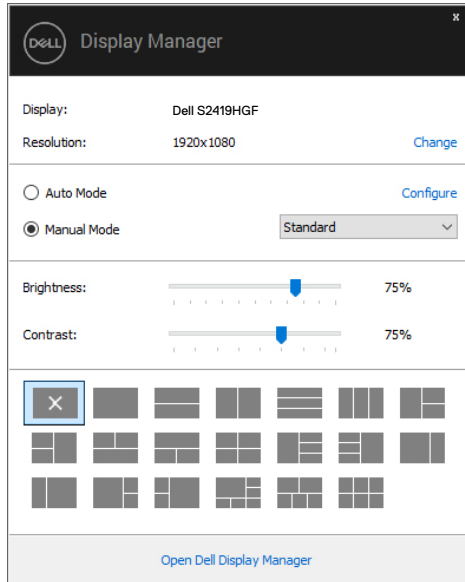 x
DELL Display Manager
Display: Dell S2419HGF
Resolution: 1920x1080 Change
Auto Mode Configure
Manual Mode Standard
Brightness: 75%
Contrast: 75%
Open Dell Display Manager